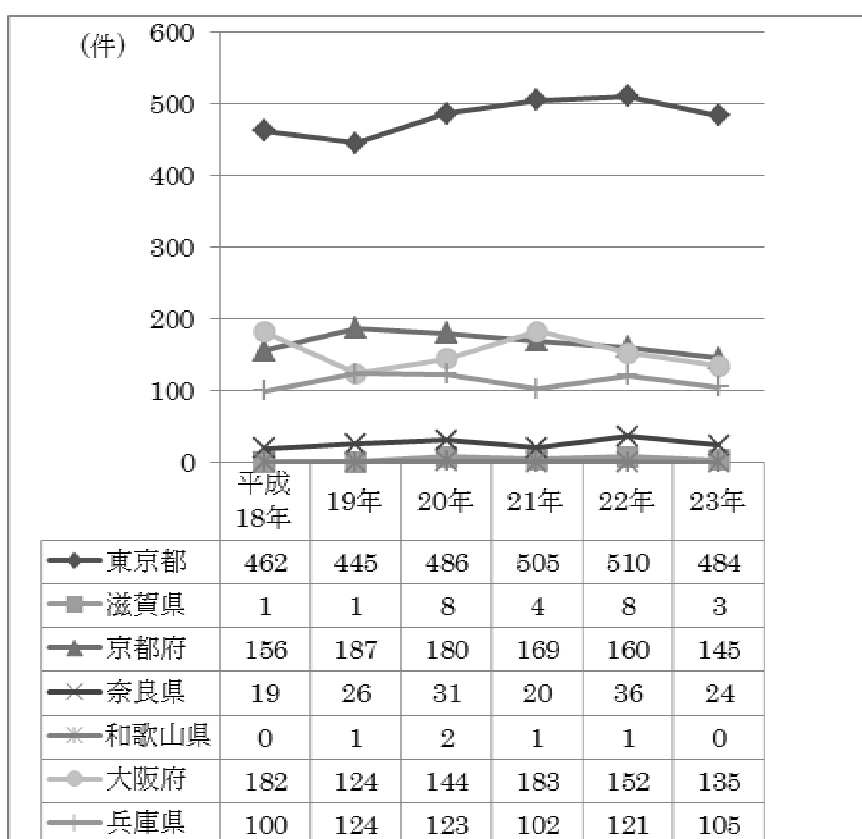 (件)
600
500
400
300
200
100
0
平成 18年 19年 20年 21年 22年 23年
東京都 462 445 486 505 510 484
滋賀県 1 1 8 4 8 3
京都府 156 187 180 169 160 145
奈良県 19 26 31 20 36 24
和歌山県 0 1 2 1 1 0
大阪府 182 124 144 183 152 135
兵庫県 100 124 123 102 121 105